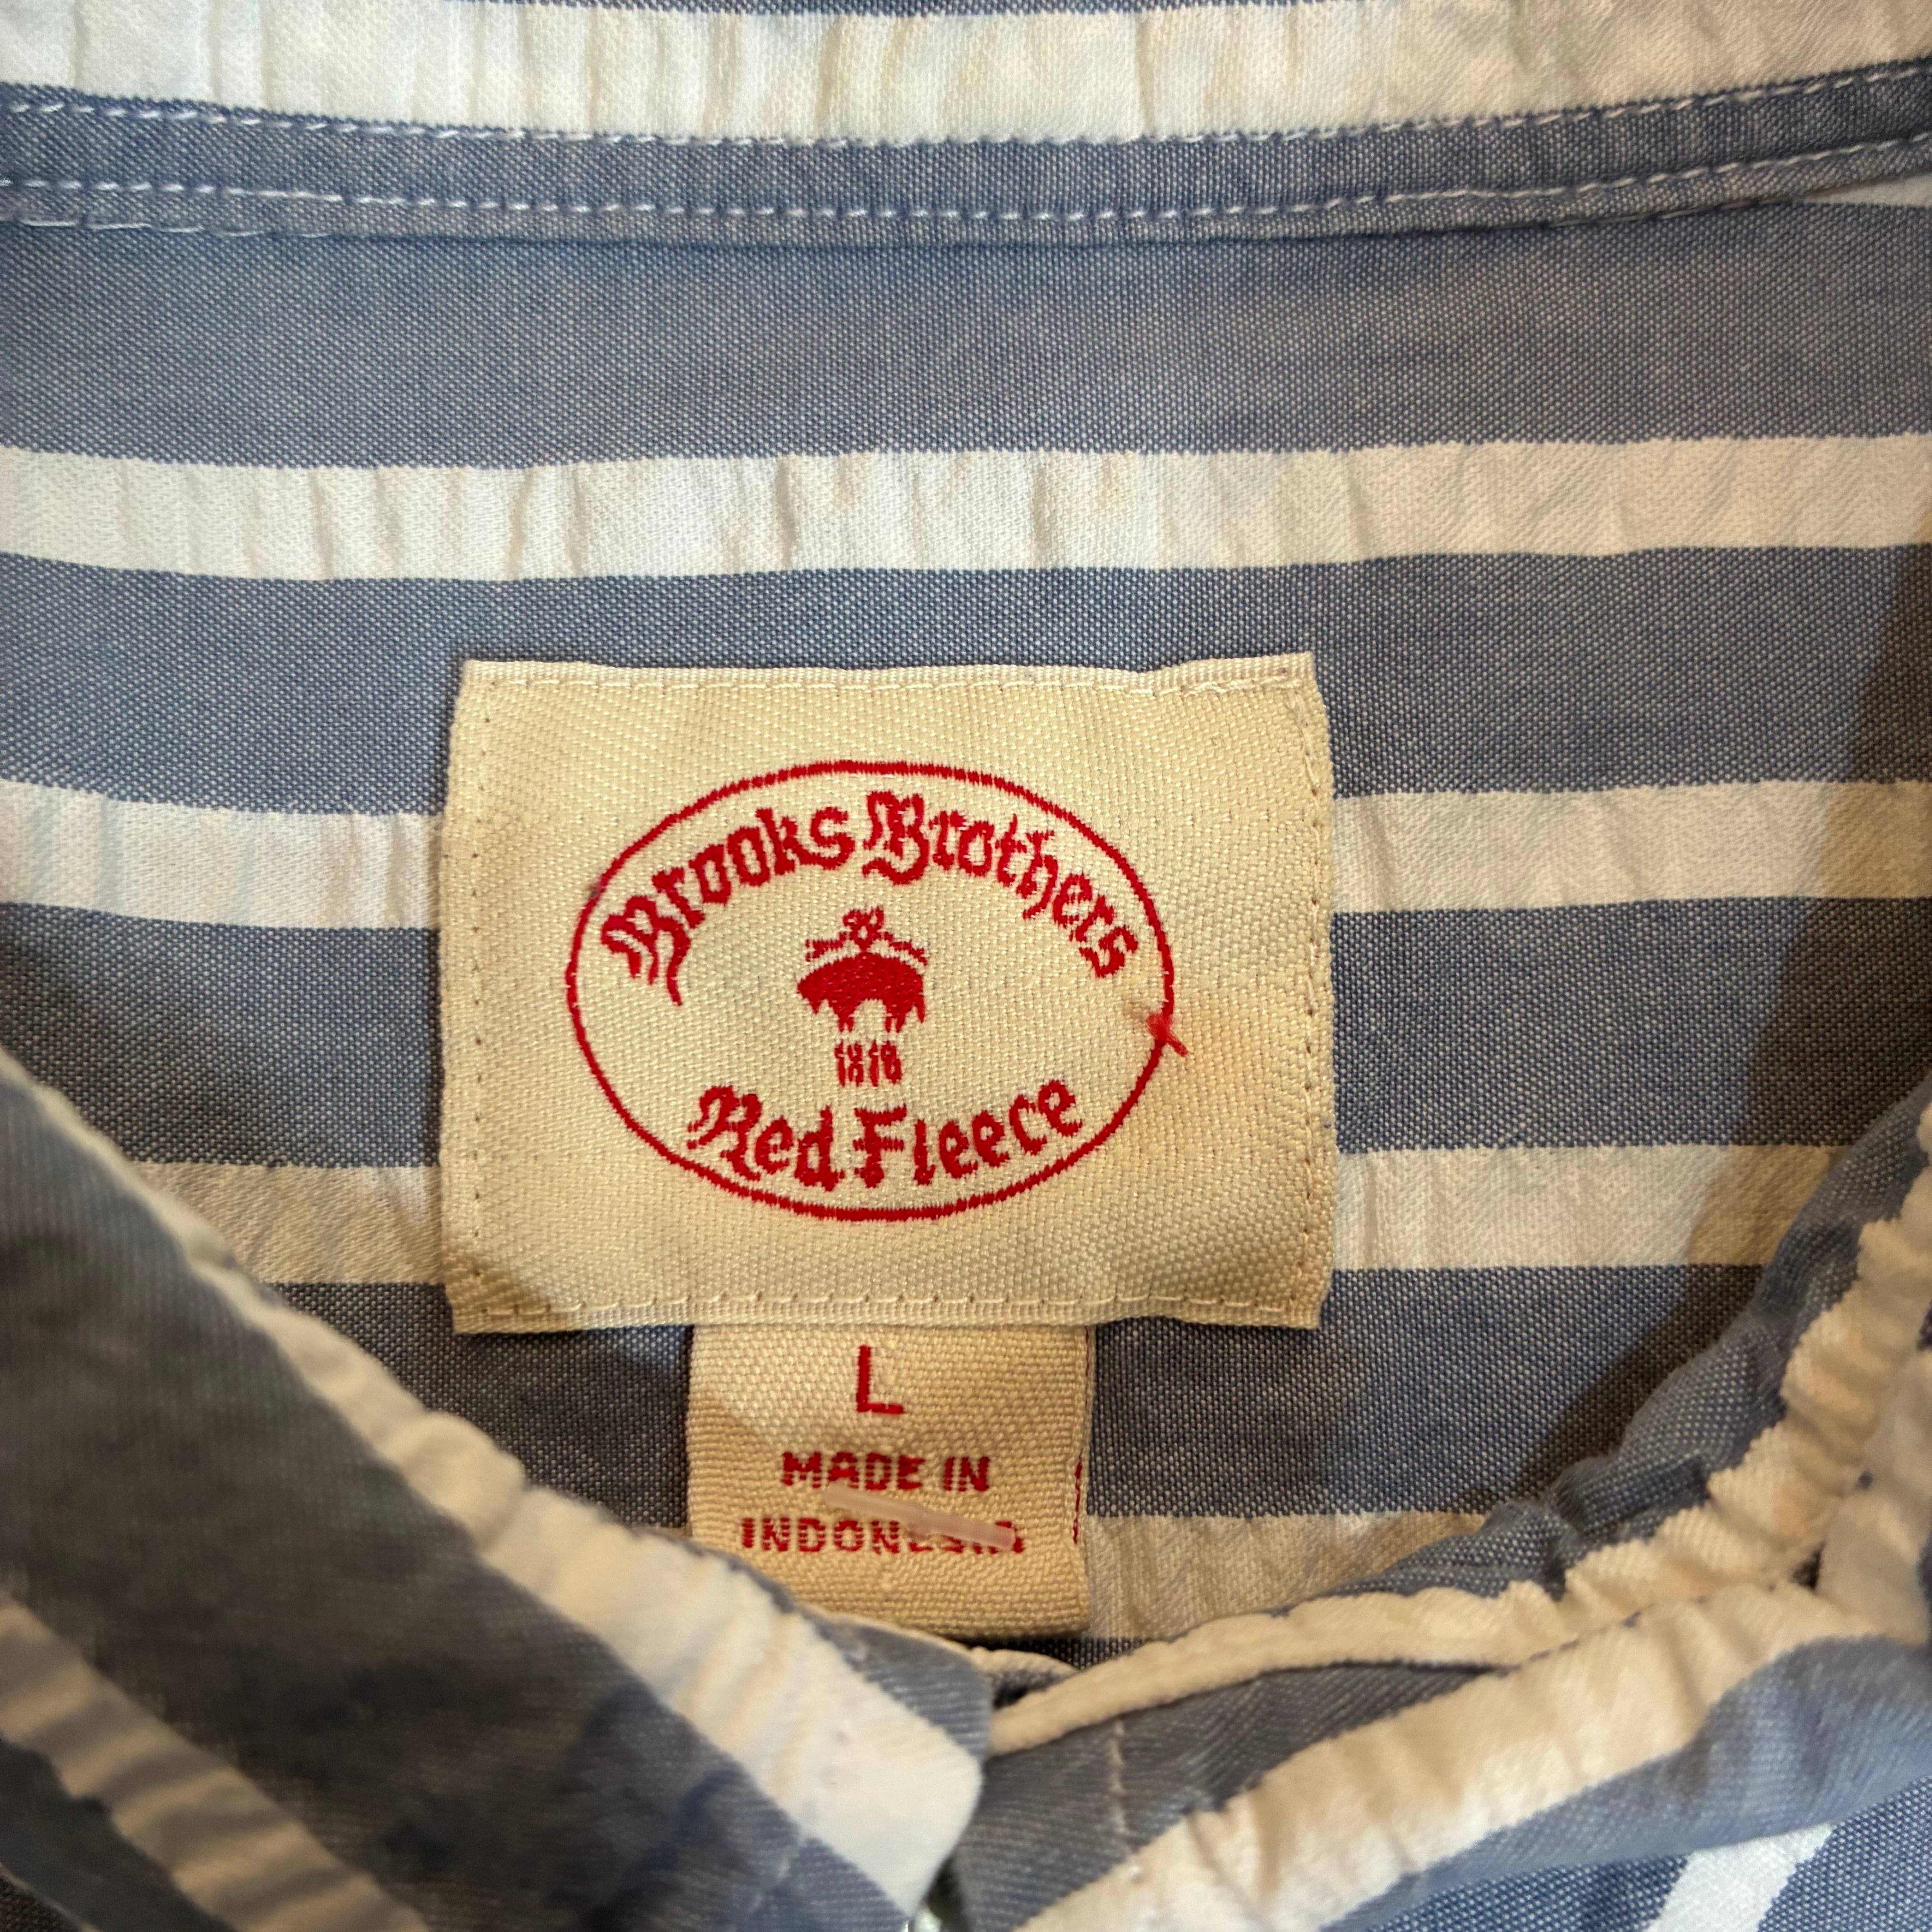 Brooks Brothers
1818
Red Fleece
L
MADE IN
INDONESIA